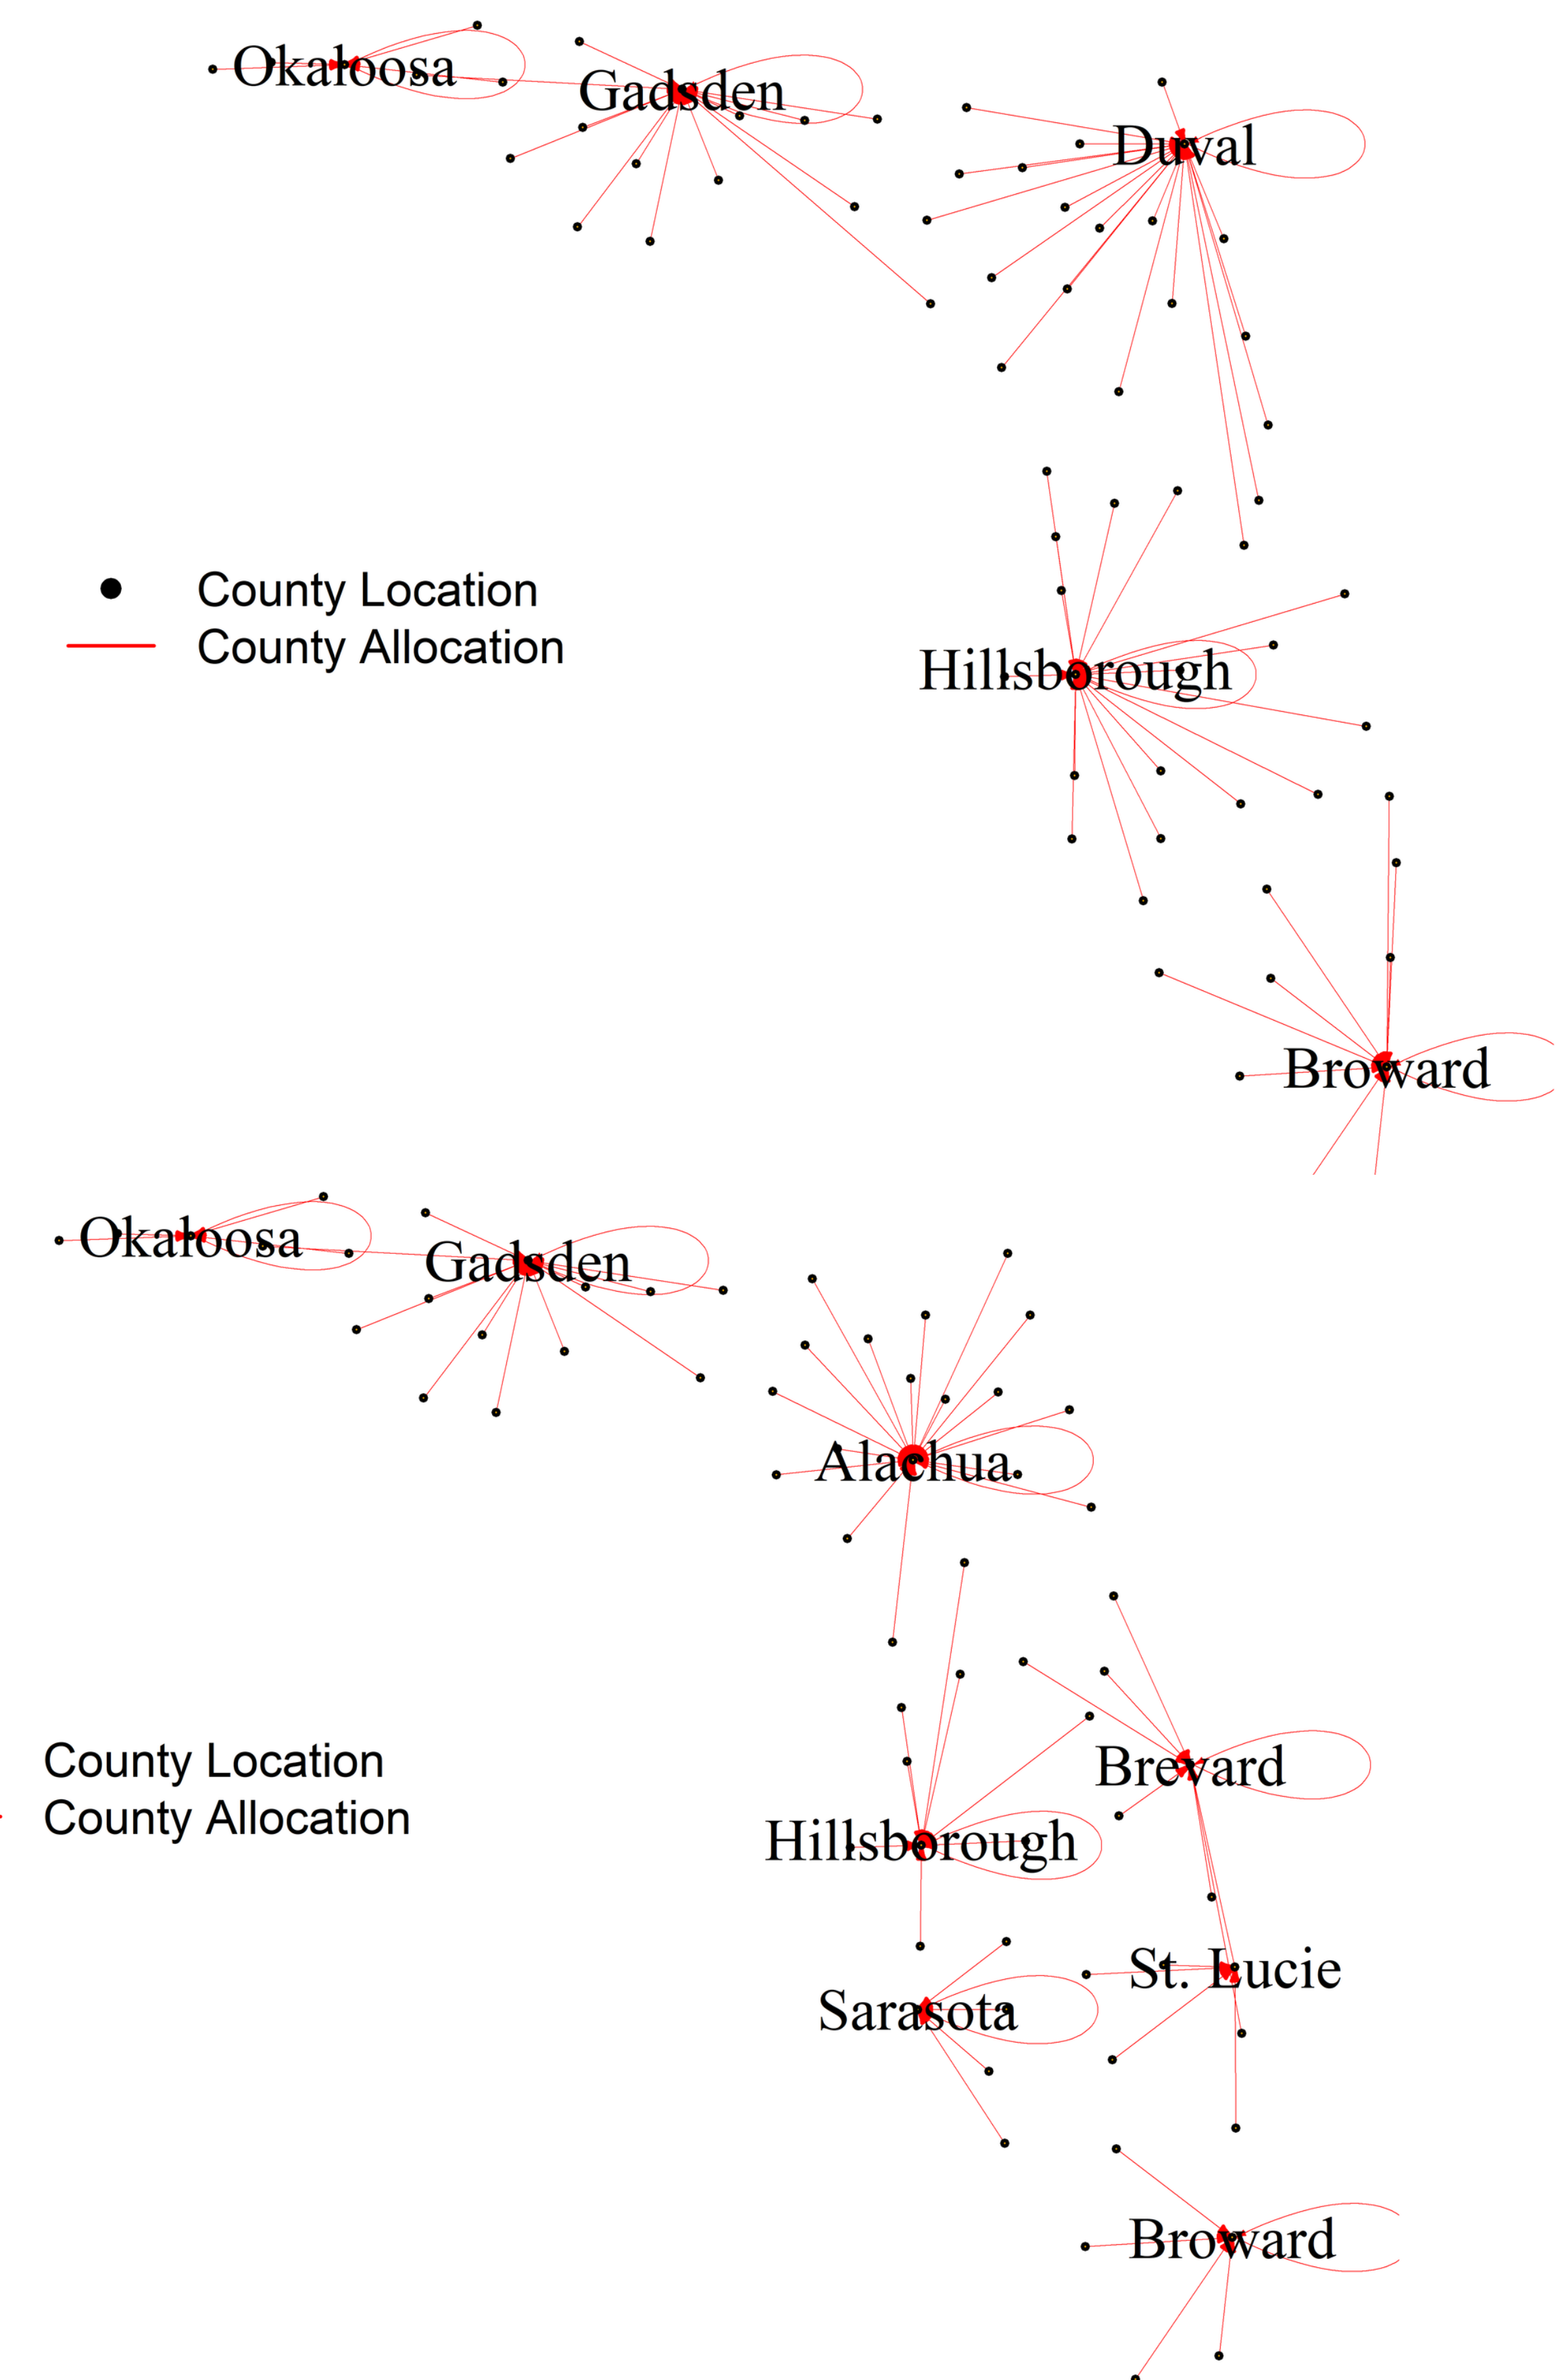 Okaloosa
Gadsden
Duval
County Location
County Allocation
Hillsborough
Broward
Okaloosa
Gadsden
Alachua
County Location
Brevard
County Allocation
Hillsborough
St. Lucie
Sarasota
Broward